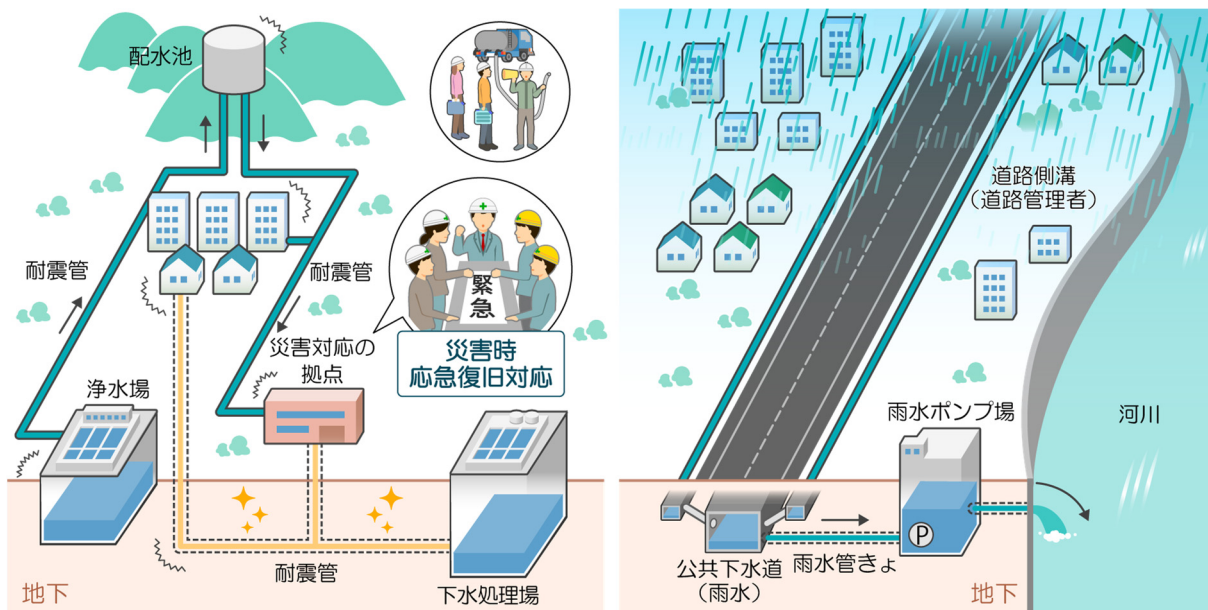 配水池
耐震管
耐震管
緊急
災害時
応急復旧対応
災害対応の
拠点
浄水場
耐震管
下水処理場
地下
道路側溝
（道路管理者）
雨水ポンプ場
河川
P
公共下水道
（雨水）
雨水管きょ
地下